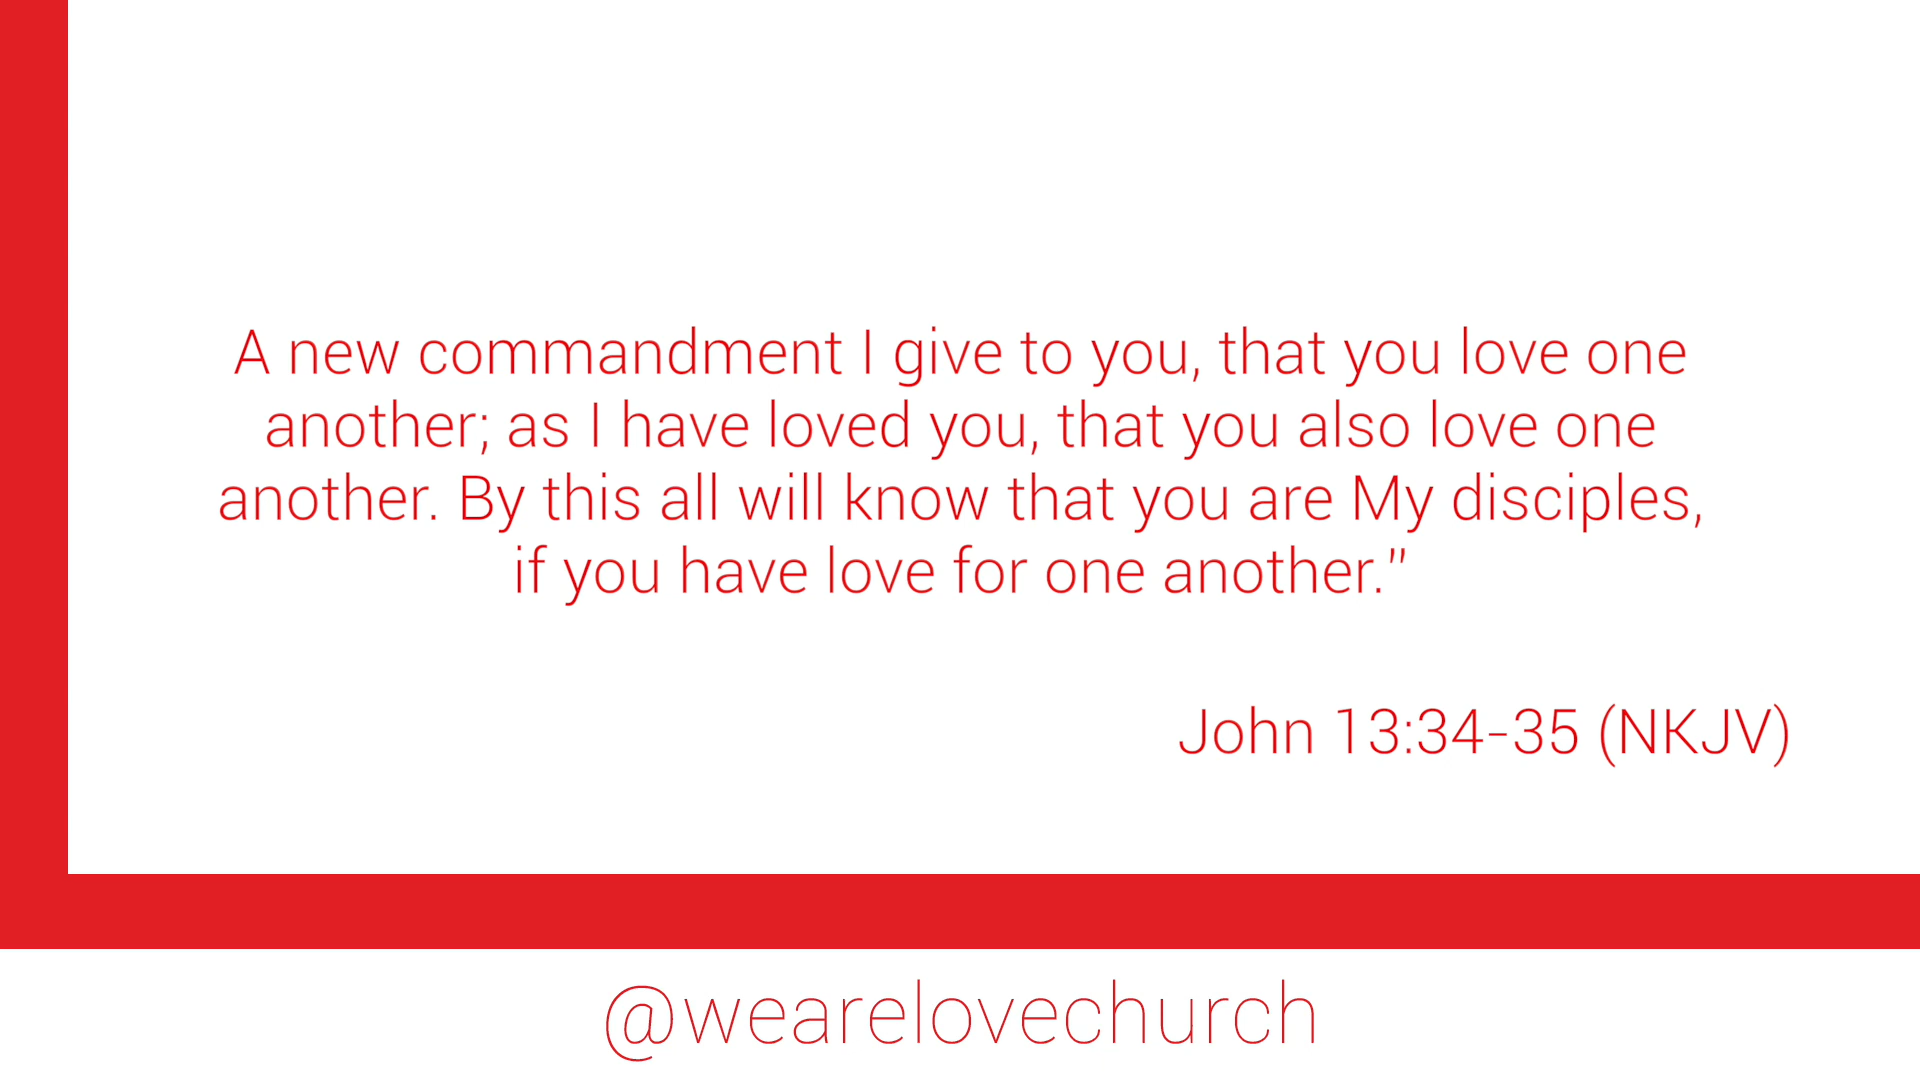 A new commandment I give to you, that you love one
another; as I have loved you, that you also love one
another. By this all will know that you are My disciples,
if you have love for one another."
John 13:34-35 (NKJV)
@wearelovechurch